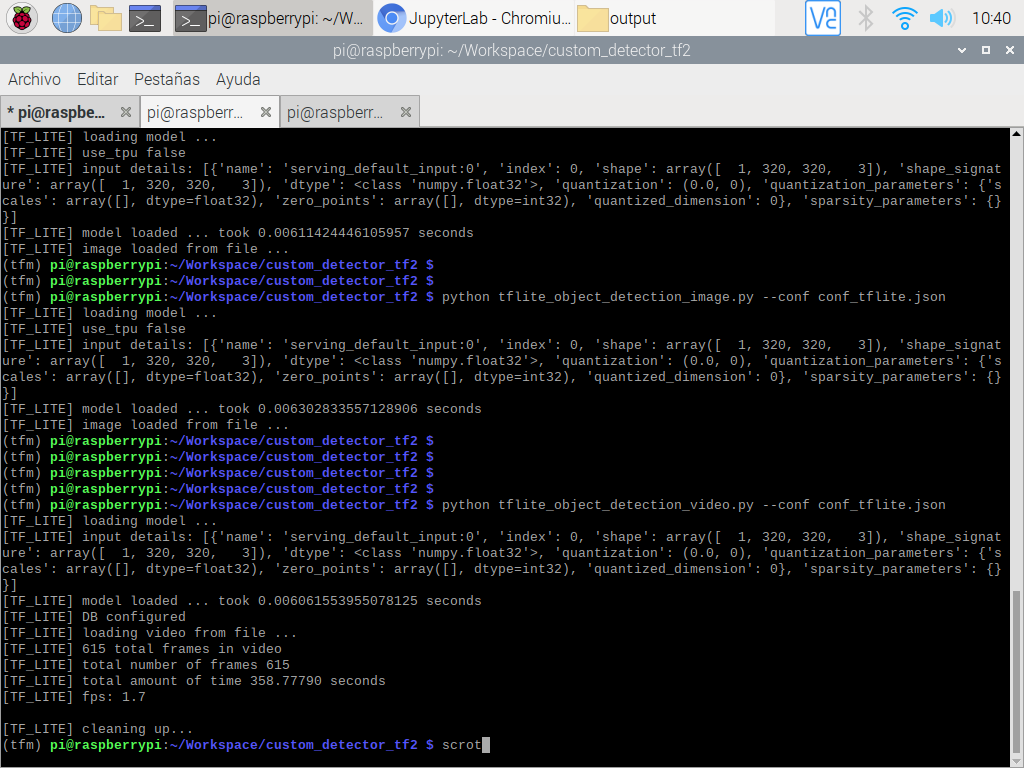 pi@raspberrypi: ~/W...
JupyterLab - Chromiu...
output
10:40
pi@raspberrypi: ~/Workspace/custom_detector_tf2
Archivo Editar Pestañas Ayuda
* pi@raspbe...
pi@raspberr...
pi@raspberr...
[TF_LITE] loading model ...
[TF_LITE] use_tpu false
[TF_LITE] input details: [{'name': 'serving_default_input:0', 'index': 0, 'shape': array([  1, 320, 320,   3]), 'shape_signat
ure': array([  1, 320, 320,   3]), 'dtype': <class 'numpy.float32'>, 'quantization': (0.0, 0), 'quantization_parameters': {'s
cales': array([], dtype=float32), 'zero_points': array([], dtype=int32), 'quantized_dimension': 0}, 'sparsity_parameters': {}
}]
[TF_LITE] model loaded ... took 0.00611424446105957 seconds
[TF_LITE] image loaded from file ...
(tfm) pi@raspberrypi:~/Workspace/custom_detector_tf2 $
(tfm) pi@raspberrypi:~/Workspace/custom_detector_tf2 $
(tfm) pi@raspberrypi:~/Workspace/custom_detector_tf2 $ python tflite_object_detection_image.py --conf conf_tflite.json
[TF_LITE] loading model ...
[TF_LITE] use_tpu false
[TF_LITE] input details: [{'name': 'serving_default_input:0', 'index': 0, 'shape': array([  1, 320, 320,   3]), 'shape_signat
ure': array([  1, 320, 320,   3]), 'dtype': <class 'numpy.float32'>, 'quantization': (0.0, 0), 'quantization_parameters': {'s
cales': array([], dtype=float32), 'zero_points': array([], dtype=int32), 'quantized_dimension': 0}, 'sparsity_parameters': {}
}]
[TF_LITE] model loaded ... took 0.006302833557128906 seconds
[TF_LITE] image loaded from file ...
(tfm) pi@raspberrypi:~/Workspace/custom_detector_tf2 $
(tfm) pi@raspberrypi:~/Workspace/custom_detector_tf2 $
(tfm) pi@raspberrypi:~/Workspace/custom_detector_tf2 $
(tfm) pi@raspberrypi:~/Workspace/custom_detector_tf2 $
(tfm) pi@raspberrypi:~/Workspace/custom_detector_tf2 $ python tflite_object_detection_video.py --conf conf_tflite.json
[TF_LITE] loading model ...
[TF_LITE] input details: [{'name': 'serving_default_input:0', 'index': 0, 'shape': array([  1, 320, 320,   3]), 'shape_signat
ure': array([  1, 320, 320,   3]), 'dtype': <class 'numpy.float32'>, 'quantization': (0.0, 0), 'quantization_parameters': {'s
cales': array([], dtype=float32), 'zero_points': array([], dtype=int32), 'quantized_dimension': 0}, 'sparsity_parameters': {}
}]
[TF_LITE] model loaded ... took 0.006061553955078125 seconds
[TF_LITE] DB configured
[TF_LITE] loading video from file ...
[TF_LITE] 615 total frames in video
[TF_LITE] total number of frames 615
[TF_LITE] total amount of time 358.77790 seconds
[TF_LITE] fps: 1.7
[TF_LITE] cleaning up...
(tfm) pi@raspberrypi:~/Workspace/custom_detector_tf2 $ scrot